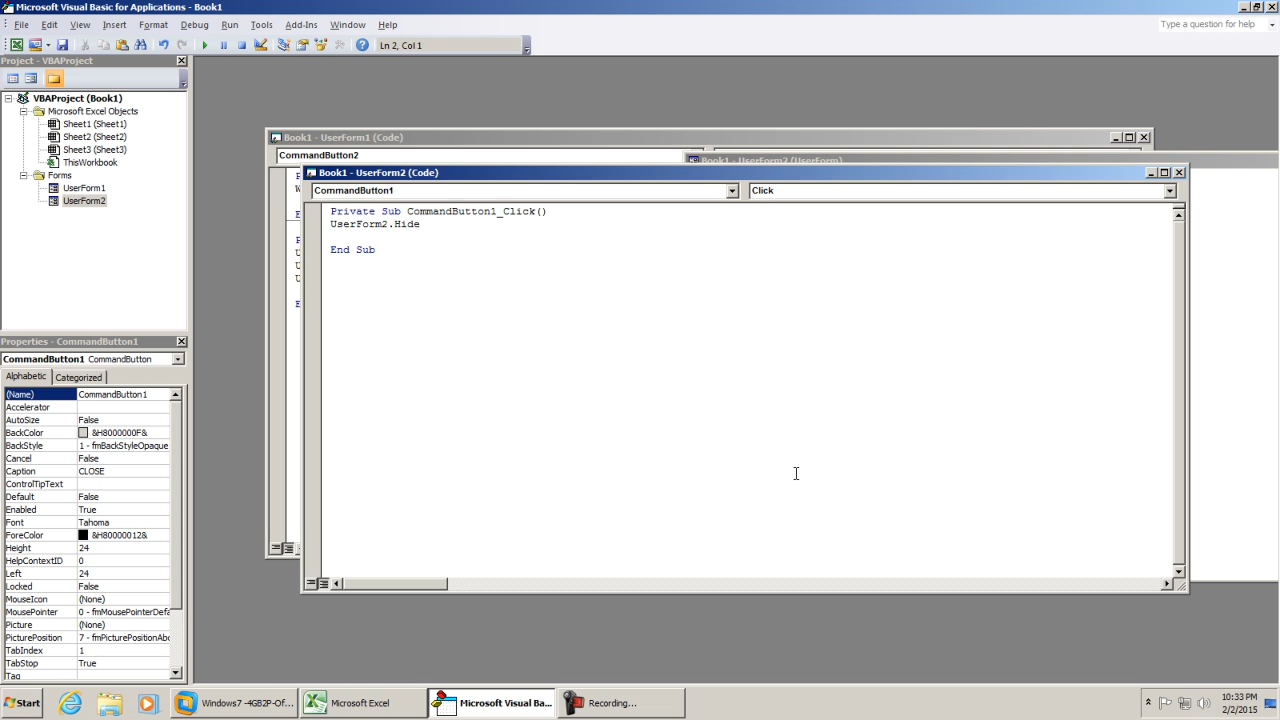 Microsoft Visual Basic for Applications - Book1
File Edit View Insert Format Debug Run Tools Add-Ins Window Help
Type a question for help
Ln 2, Col 1
Project - VBAProject
VBAProject (Book1)
Microsoft Excel Objects
Sheet1 (Sheet1)
Sheet2 (Sheet2)
Sheet3 (Sheet3)
ThisWorkbook
Forms
UserForm1
UserForm2
Book1 - UserForm1 (Code)
CommandButton2
Book1 - UserForm2 (UserForm)
Book1 - UserForm2 (Code)
CommandButton1 Click
Private Sub CommandButton1_Click()
UserForm2.Hide
End Sub
Properties - CommandButton1
CommandButton1 CommandButton
Alphabetic Categorized
(Name) CommandButton1
Accelerator
AutoSize False
BackColor &H8000000F&
BackStyle 1 - fmBackStyleOpaque
Cancel False
Caption CLOSE
ControlTipText
Default False
Enabled True
Font Tahoma
ForeColor &H80000012&
Height 24
HelpContextID 0
Left 24
Locked False
MouseIcon (None)
MousePointer 0 - fmMousePointerDefa
Picture (None)
PicturePosition 7 - fmPicturePositionAbo
TabIndex 1
TabStop True
Tag
Start
Windows7 -4GB2P-Of...
Microsoft Excel
Microsoft Visual Ba...
Recording...
10:33 PM
2/2/2015